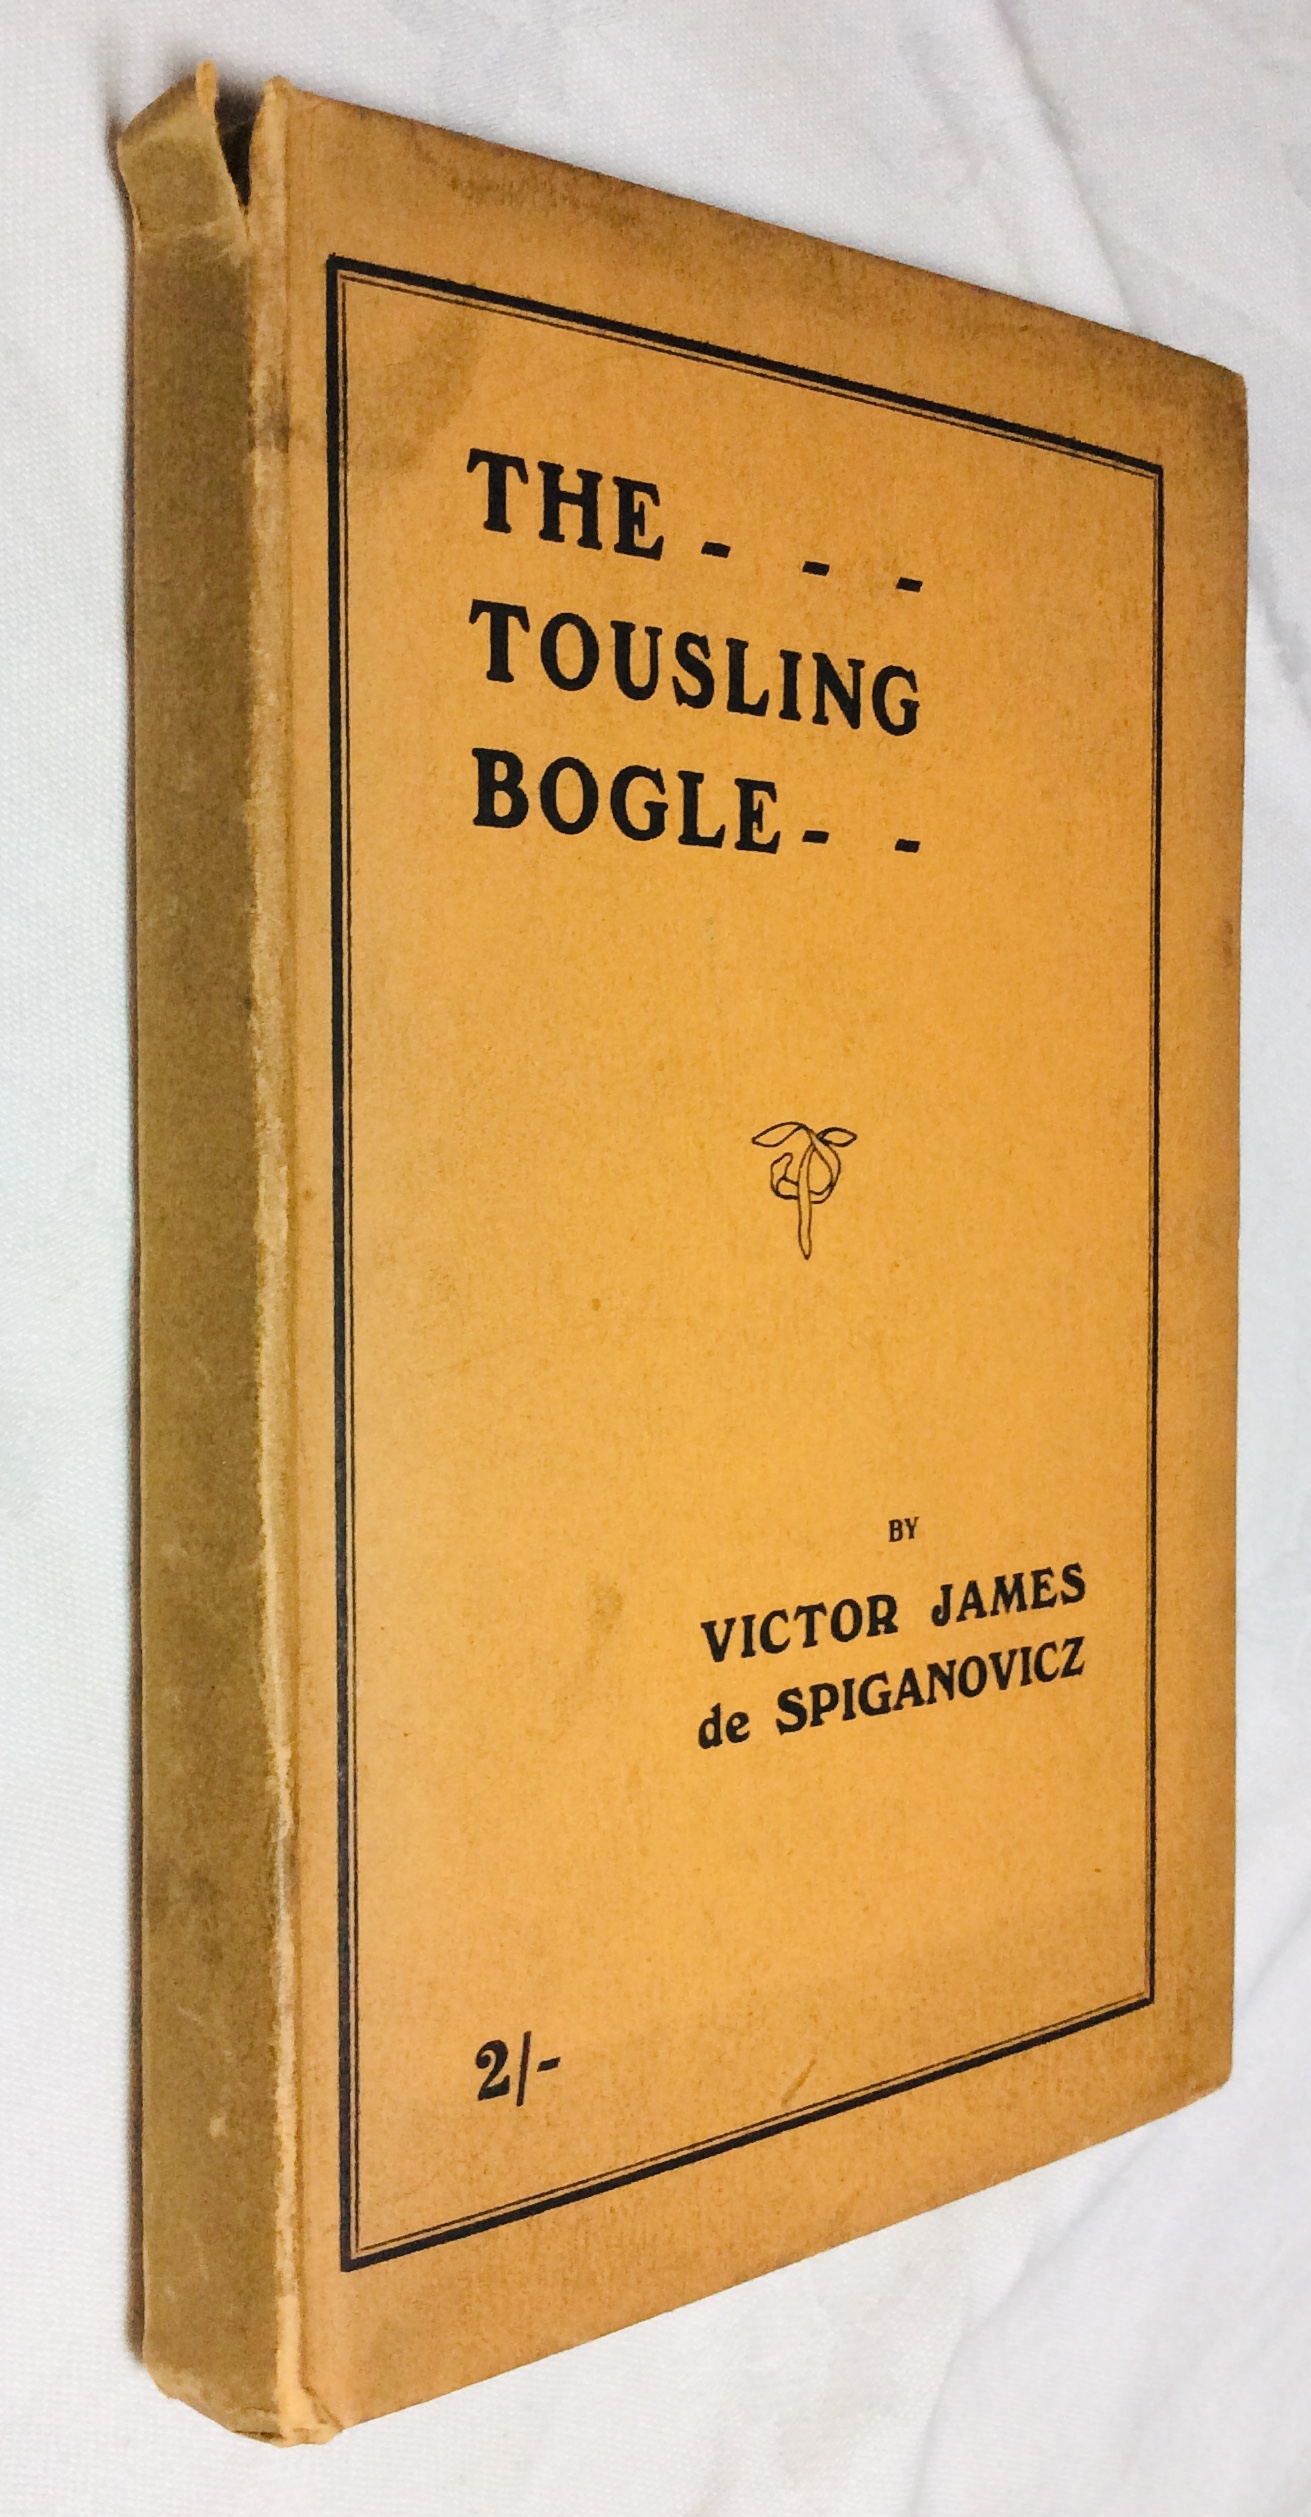 THE - - -
TOUSLING
BOGLE - -
BY
VICTOR JAMES
de SPIGANOVICZ
2/-